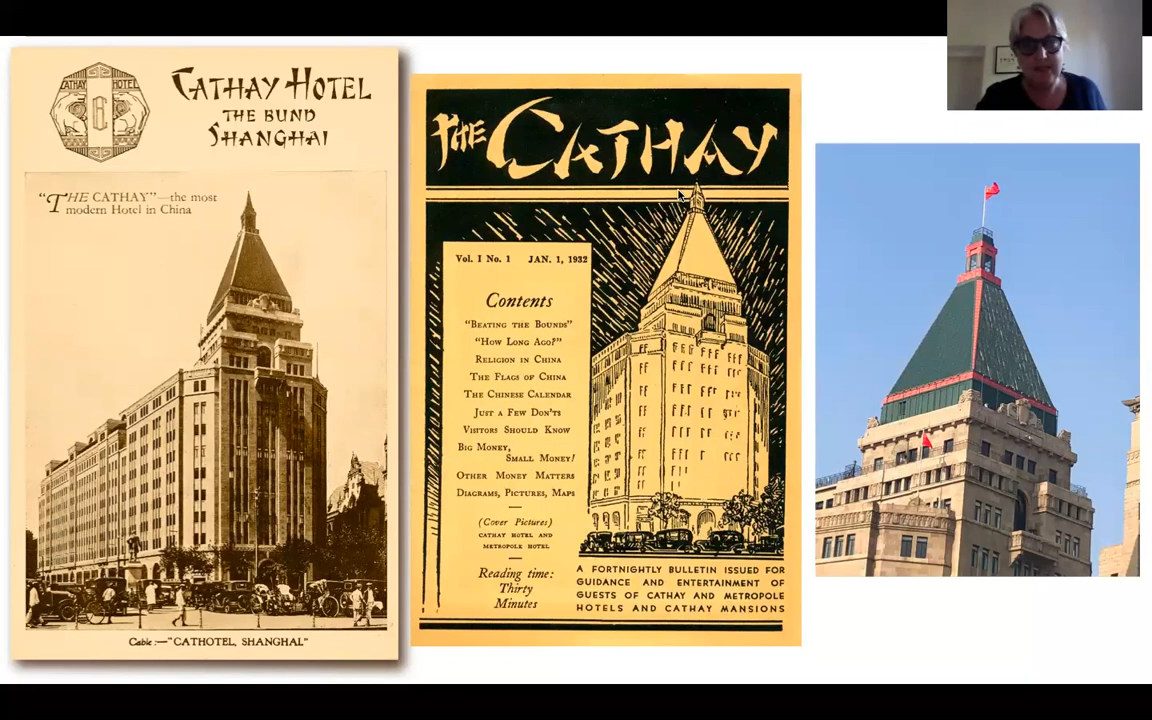 CATHAY HOTEL
CATHAY HOTEL
THE BUND
SHANGHAI
"THE CATHAY"—the most
modern Hotel in China
Cable :—"CATHOTEL, SHANGHAI"
THE CATHAY
Vol. I No. 1 JAN. 1, 1932
Contents
"BEATING THE BOUNDS"
"HOW LONG AGO?"
RELIGION IN CHINA
THE FLAGS OF CHINA
THE CHINESE CALENDAR
JUST A FEW DON'TS
VISITORS SHOULD KNOW
BIG MONEY,
SMALL MONEY!
OTHER MONEY MATTERS
DIAGRAMS, PICTURES, MAPS
(Cover Pictures)
CATHAY HOTEL AND
METROPOLE HOTEL
Reading time:
Thirty
Minutes
A FORTNIGHTLY BULLETIN ISSUED FOR
GUIDANCE AND ENTERTAINMENT OF
GUESTS OF CATHAY AND METROPOLE
HOTELS AND CATHAY MANSIONS